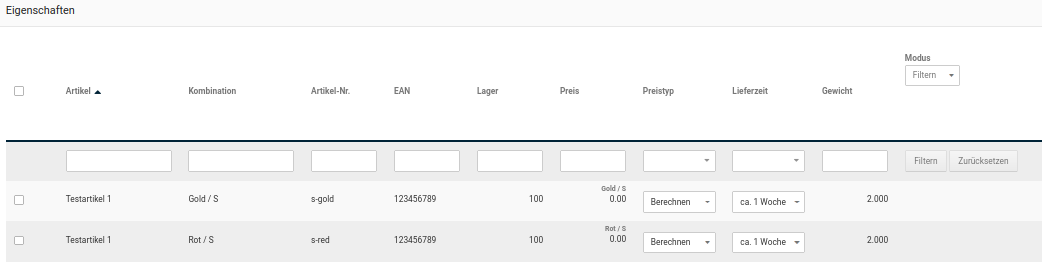 Eigenschaften
Modus
Filtern
Artikel Kombination Artikel-Nr. EAN Lager Preis Preistyp Lieferzeit Gewicht
Filtern Zurücksetzen
Gold / S
Testartikel 1 Gold / S s-gold 123456789 100 0.00 Berechnen ca. 1 Woche 2.000
Rot / S
Testartikel 1 Rot / S s-red 123456789 100 0.00 Berechnen ca. 1 Woche 2.000